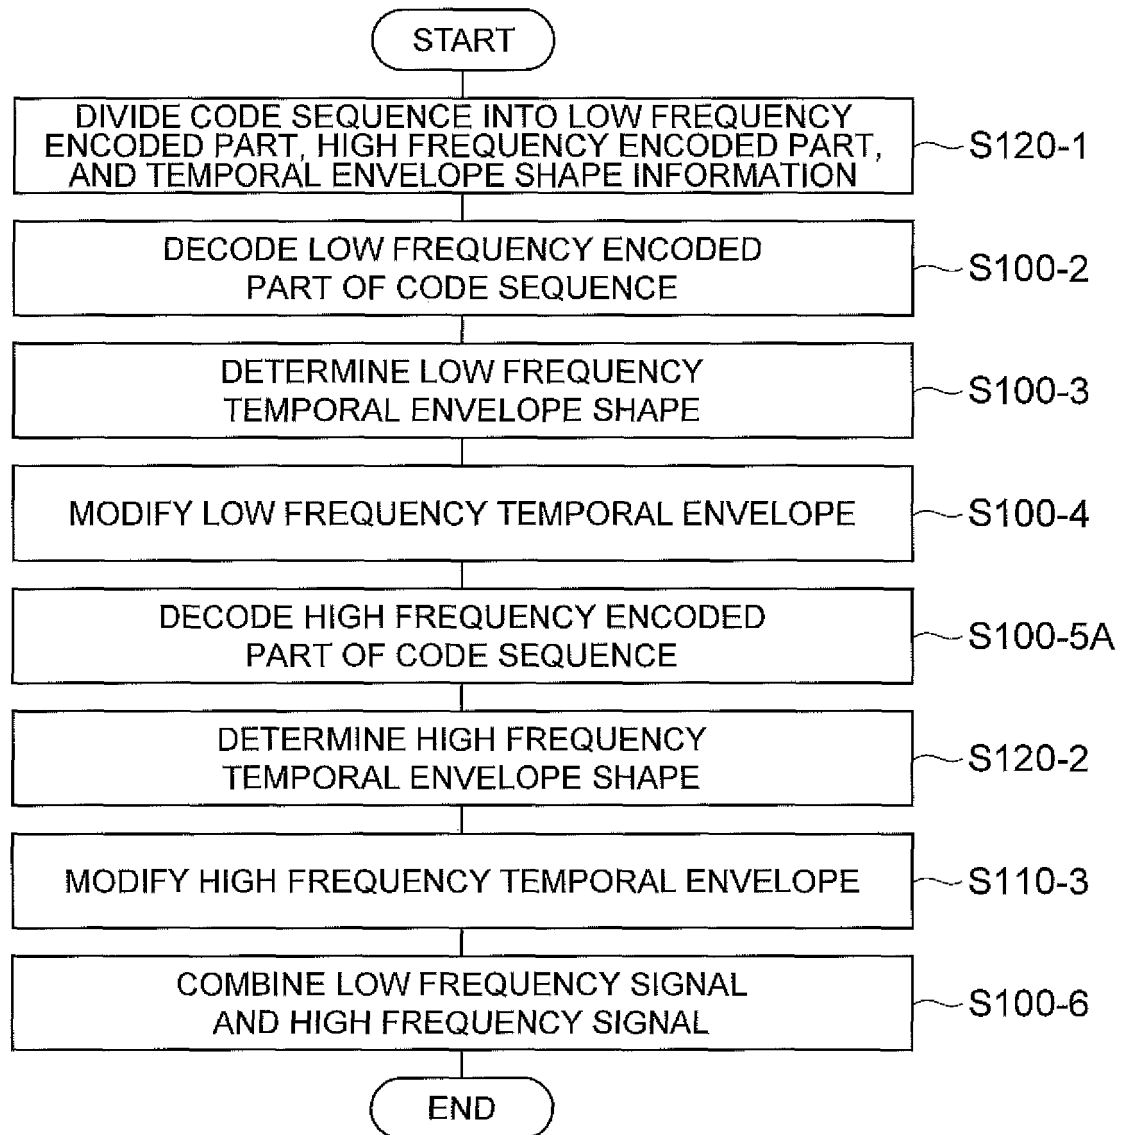 START
DIVIDE CODE SEQUENCE INTO LOW FREQUENCY
ENCODED PART, HIGH FREQUENCY ENCODED PART,
AND TEMPORAL ENVELOPE SHAPE INFORMATION
S120-1
DECODE LOW FREQUENCY ENCODED
PART OF CODE SEQUENCE
S100-2
DETERMINE LOW FREQUENCY
TEMPORAL ENVELOPE SHAPE
S100-3
MODIFY LOW FREQUENCY TEMPORAL ENVELOPE
S100-4
DECODE HIGH FREQUENCY ENCODED
PART OF CODE SEQUENCE
S100-5A
DETERMINE HIGH FREQUENCY
TEMPORAL ENVELOPE SHAPE
S120-2
MODIFY HIGH FREQUENCY TEMPORAL ENVELOPE
S110-3
COMBINE LOW FREQUENCY SIGNAL
AND HIGH FREQUENCY SIGNAL
S100-6
END